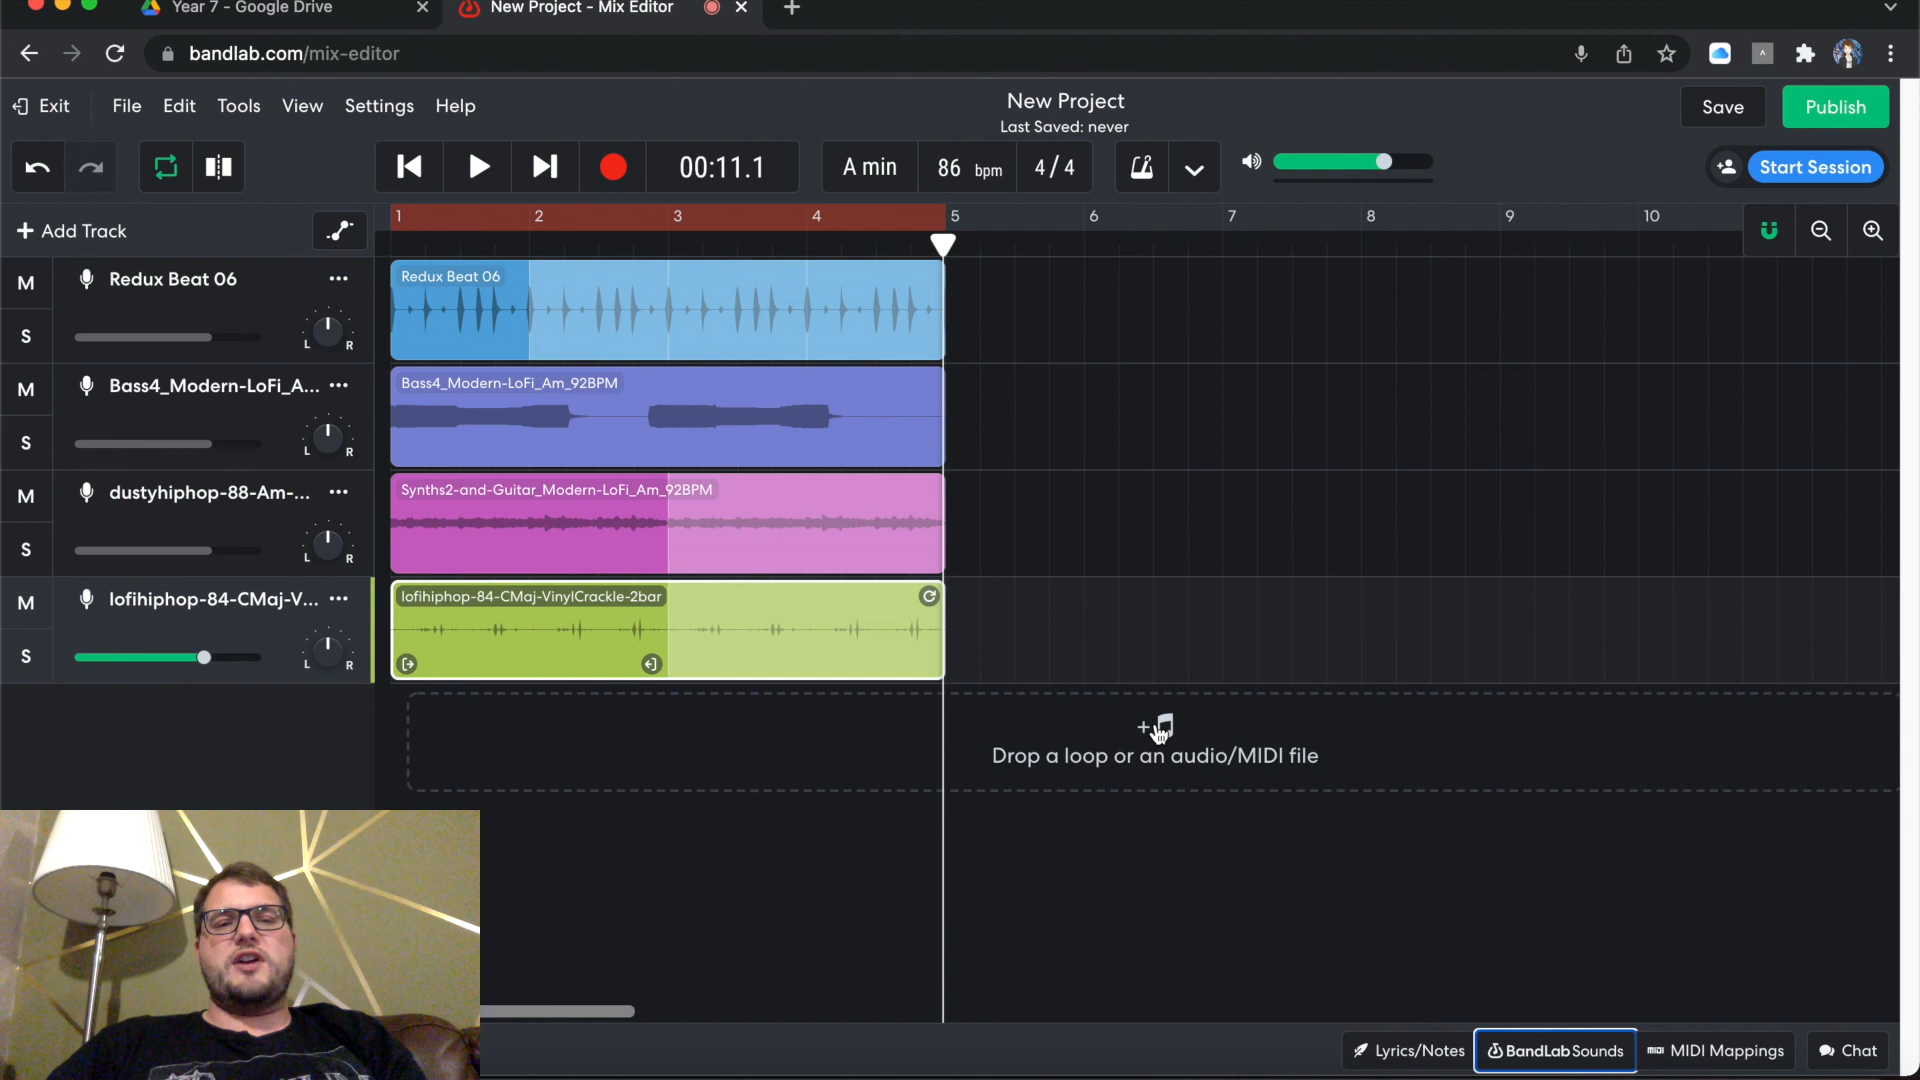 Year 7 - Google Drive
New Project - Mix Editor
bandlab.com/mix-editor
Exit
File
Edit
Tools
View
Settings
Help
New Project
Last Saved: never
Save
Publish
00:11.1
A min
86 bpm
4/4
Start Session
+ Add Track
1 2 3 4 5 6 7 8 9 10
M
Redux Beat 06
S
L R
Redux Beat 06
M
Bass4_Modern-LoFi_A...
S
L R
Bass4_Modern-LoFi_Am_92BPM
M
dustyhiphop-88-Am-...
S
L R
Synths2-and-Guitar_Modern-LoFi_Am_92BPM
M
lofihiphop-84-CMaj-V...
S
L R
lofihiphop-84-CMaj-VinylCrackle-2bar
Drop a loop or an audio/MIDI file
Lyrics/Notes
BandLab Sounds
MIDI Mappings
Chat